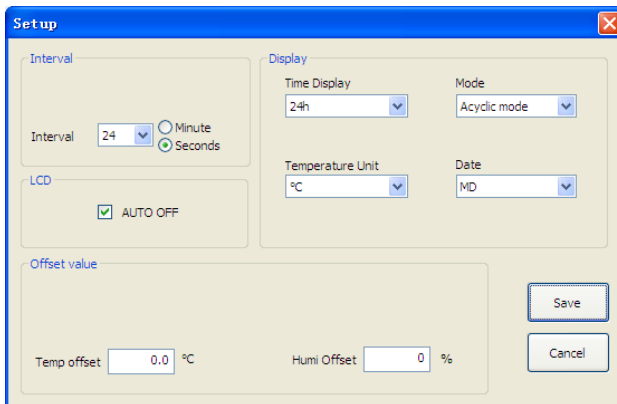 Setup
Interval
Interval 24 Minute
Seconds
LCD
AUTO OFF
Display
Time Display Mode
24h Acyclic mode
Temperature Unit Date
℃ MD
Offset value
Temp offset 0.0 ℃ Humi Offset 0 %
Save
Cancel